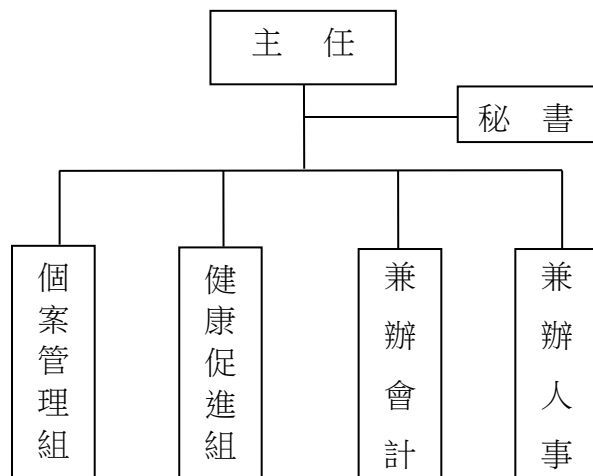 主 任
秘 書
個案管理組
健康促進組
兼辦會計
兼辦人事